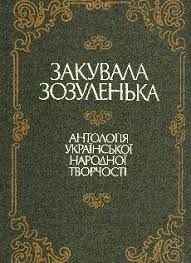 ЗАКУВАЛА
ЗОЗУЛЕНЬКА
АНТОЛОГІЯ
УКРАЇНСЬКОЇ
НАРОДНОЇ
ТВОРЧОСТІ